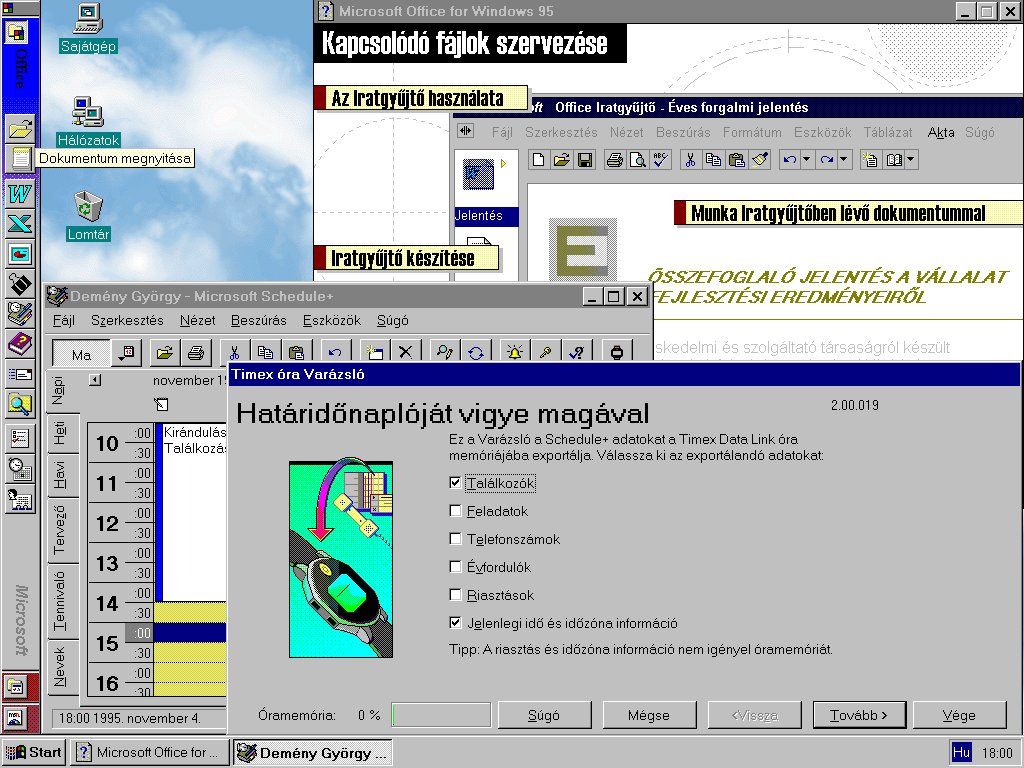 Office
Microsoft
Sajátgép
Hálózatok
Dokumentum megnyitása
Lomtár
Microsoft Office for Windows 95
Kapcsolódó fájlok szervezése
Az Iratgyűjtő használata
Office Iratgyűjtő - Éves forgalmi jelentés
Fájl Szerkesztés Nézet Beszúrás Formátum Eszközök Táblázat Akta Súgó
Jelentés
Munka Iratgyűjtőben lévő dokumentummal
Iratgyűjtő készítése
ÖSSZEFOGLALÓ JELENTÉS A VÁLLALAT
FEJLESZTÉSI EREDMÉNYEIRŐL
skedelmi és szolgáltató társaságról készült
Demény György - Microsoft Schedule+
Fájl Szerkesztés Nézet Beszúrás Eszközök Súgó
Ma
Napi
Heti
Havi
Tervező
Tennivaló
Nevek
november 1
10 :00 Kirándulás
:30 Találkozás
11 :00
:30
12 :00
:30
13 :00
:30
14 :00
:30
15 :00
:30
16 :00
:30
18:00 1995. november 4.
Timex óra Varázsló
Határidőnaplóját vigye magával
2.00.019
Ez a Varázsló a Schedule+ adatokat a Timex Data Link óra
memóriájába exportálja. Válassza ki az exportálandó adatokat:
Találkozók
Feladatok
Telefonszámok
Évfordulók
Riasztások
Jelenlegi idő és időzóna információ
Tipp: A riasztás és időzóna információ nem igényel óramemóriát.
Óramemória: 0 %
Súgó
Mégse
<Vissza
Tovább >
Vége
Start
Microsoft Office for ...
Demény György ...
Hu
18:00